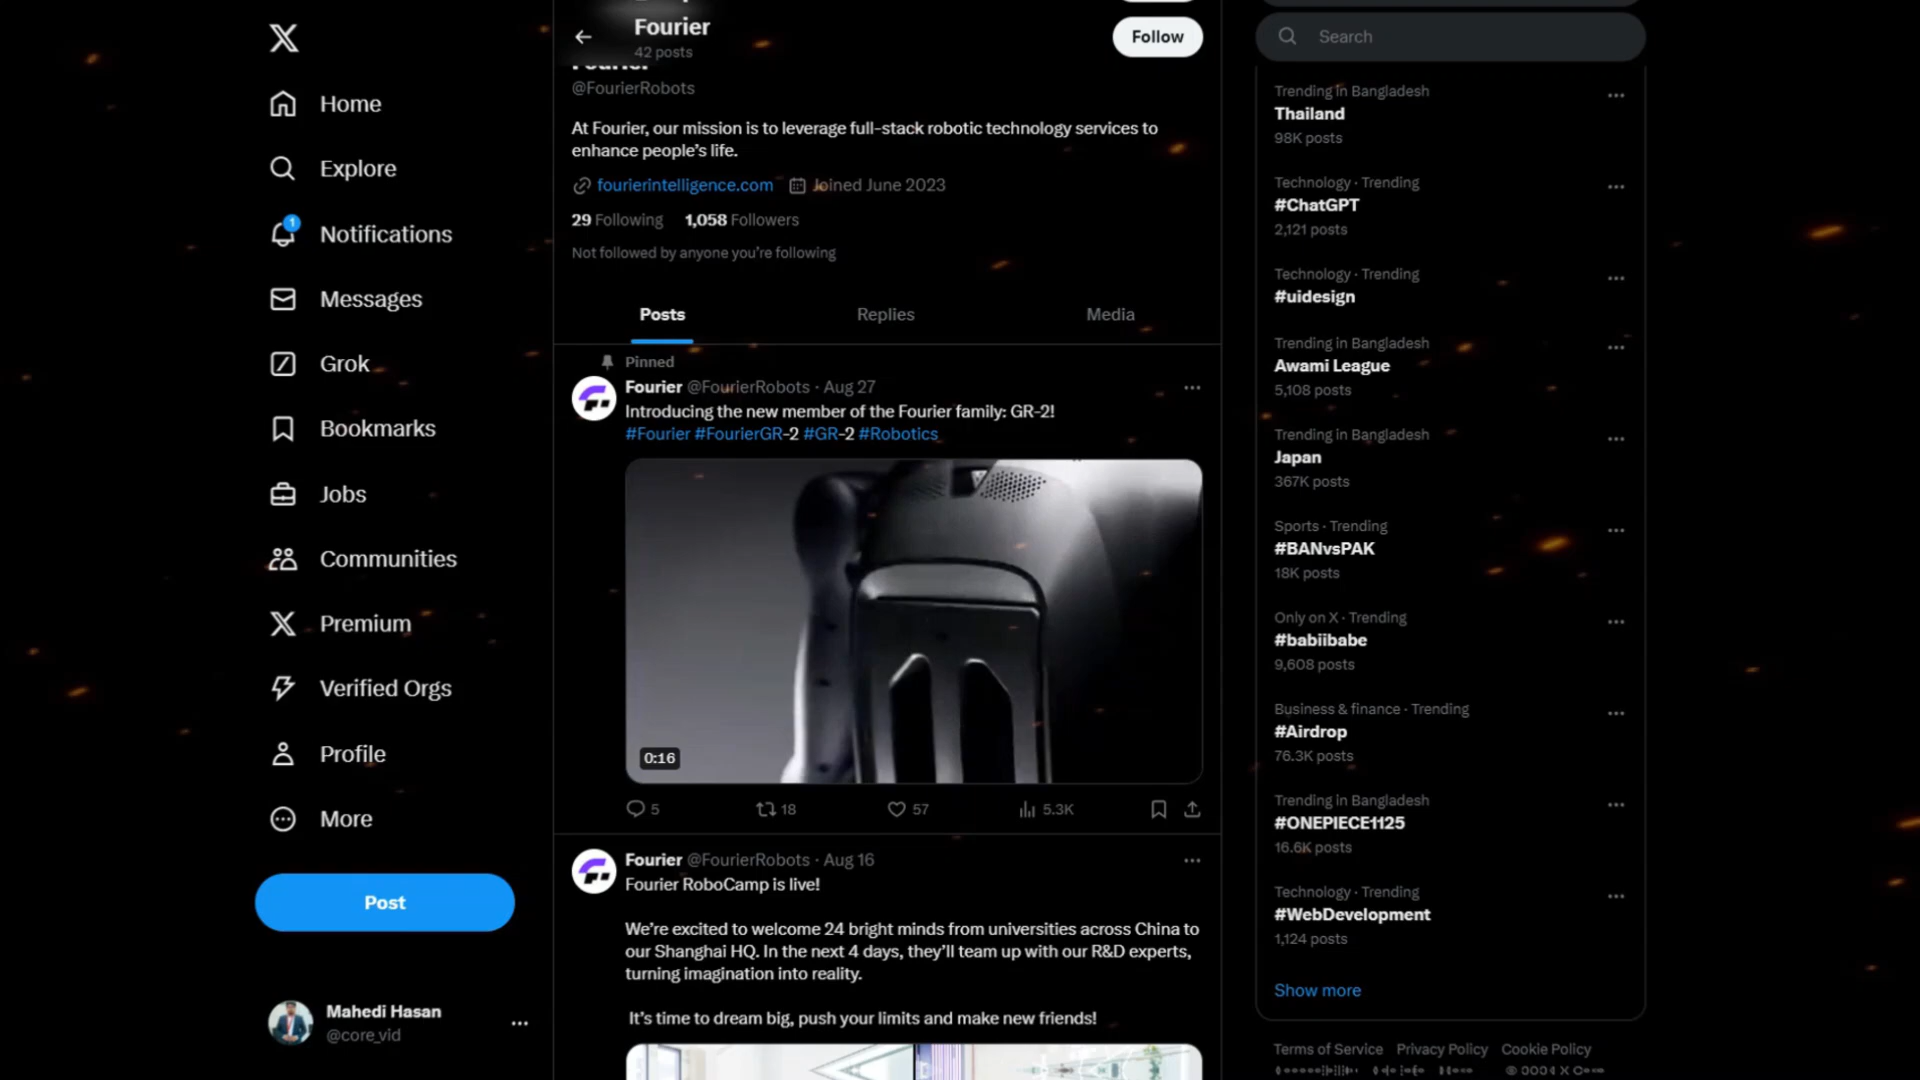 Home
Explore
1
Notifications
Messages
Grok
Bookmarks
Jobs
Communities
Premium
Verified Orgs
Profile
More
Post
Mahedi Hasan
@core_vid
Fourier
42 posts
Follow
Fourier
@FourierRobots
At Fourier, our mission is to leverage full-stack robotic technology services to
enhance people's life.
fourierintelligence.com Joined June 2023
29 Following 1,058 Followers
Not followed by anyone you're following
Posts Replies Media
Pinned
Fourier @FourierRobots · Aug 27
Introducing the new member of the Fourier family: GR-2!
#Fourier #FourierGR-2 #GR-2 #Robotics
0:16
5 18 57 5.3K
Fourier @FourierRobots · Aug 16
Fourier RoboCamp is live!
We're excited to welcome 24 bright minds from universities across China to
our Shanghai HQ. In the next 4 days, they'll team up with our R&D experts,
turning imagination into reality.
It's time to dream big, push your limits and make new friends!
Search
Trending in Bangladesh
Thailand
98K posts
Technology · Trending
#ChatGPT
2,121 posts
Technology · Trending
#uidesign
Trending in Bangladesh
Awami League
5,108 posts
Trending in Bangladesh
Japan
367K posts
Sports · Trending
#BANvsPAK
18K posts
Only on X · Trending
#babiibabe
9,608 posts
Business & finance · Trending
#Airdrop
76.3K posts
Trending in Bangladesh
#ONEPIECE1125
16.6K posts
Technology · Trending
#WebDevelopment
1,124 posts
Show more
Terms of Service Privacy Policy Cookie Policy